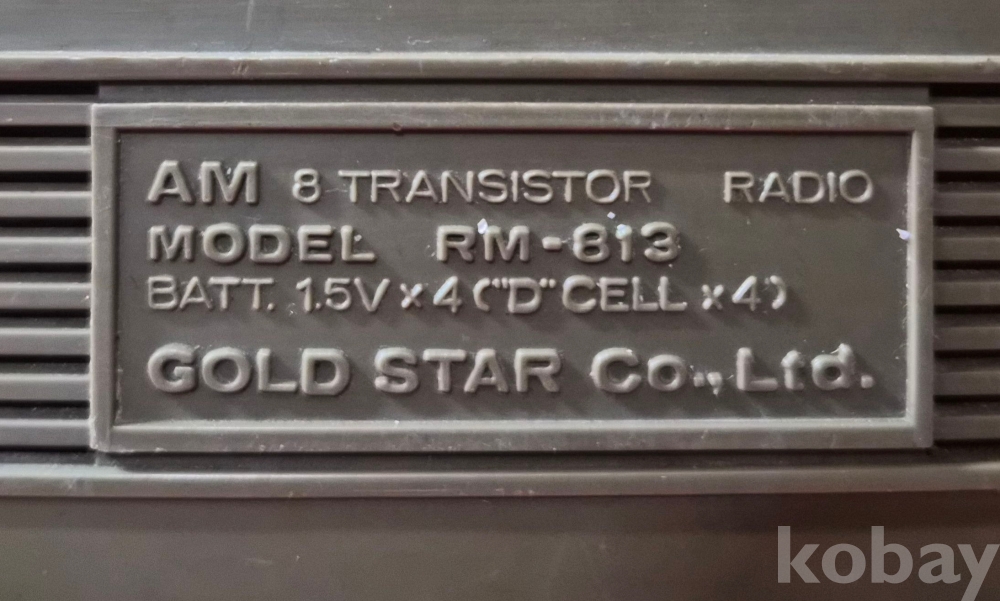 AM 8 TRANSISTOR RADIO
MODEL RM-813
BATT. 1.5V x 4 ("D" CELL x 4)
GOLD STAR Co., Ltd.
kobay